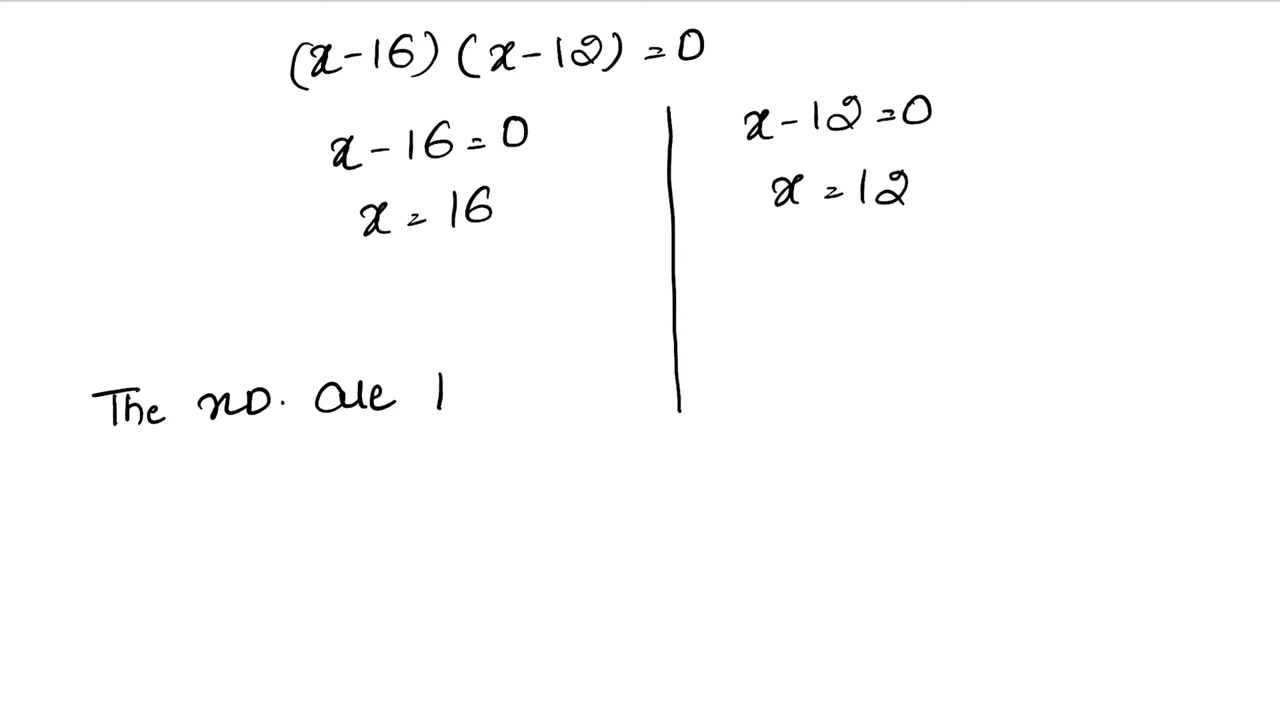 (x-16) (x-12) = 0
x-16=0
x = 16
x-12=0
x = 12
The no. are 1